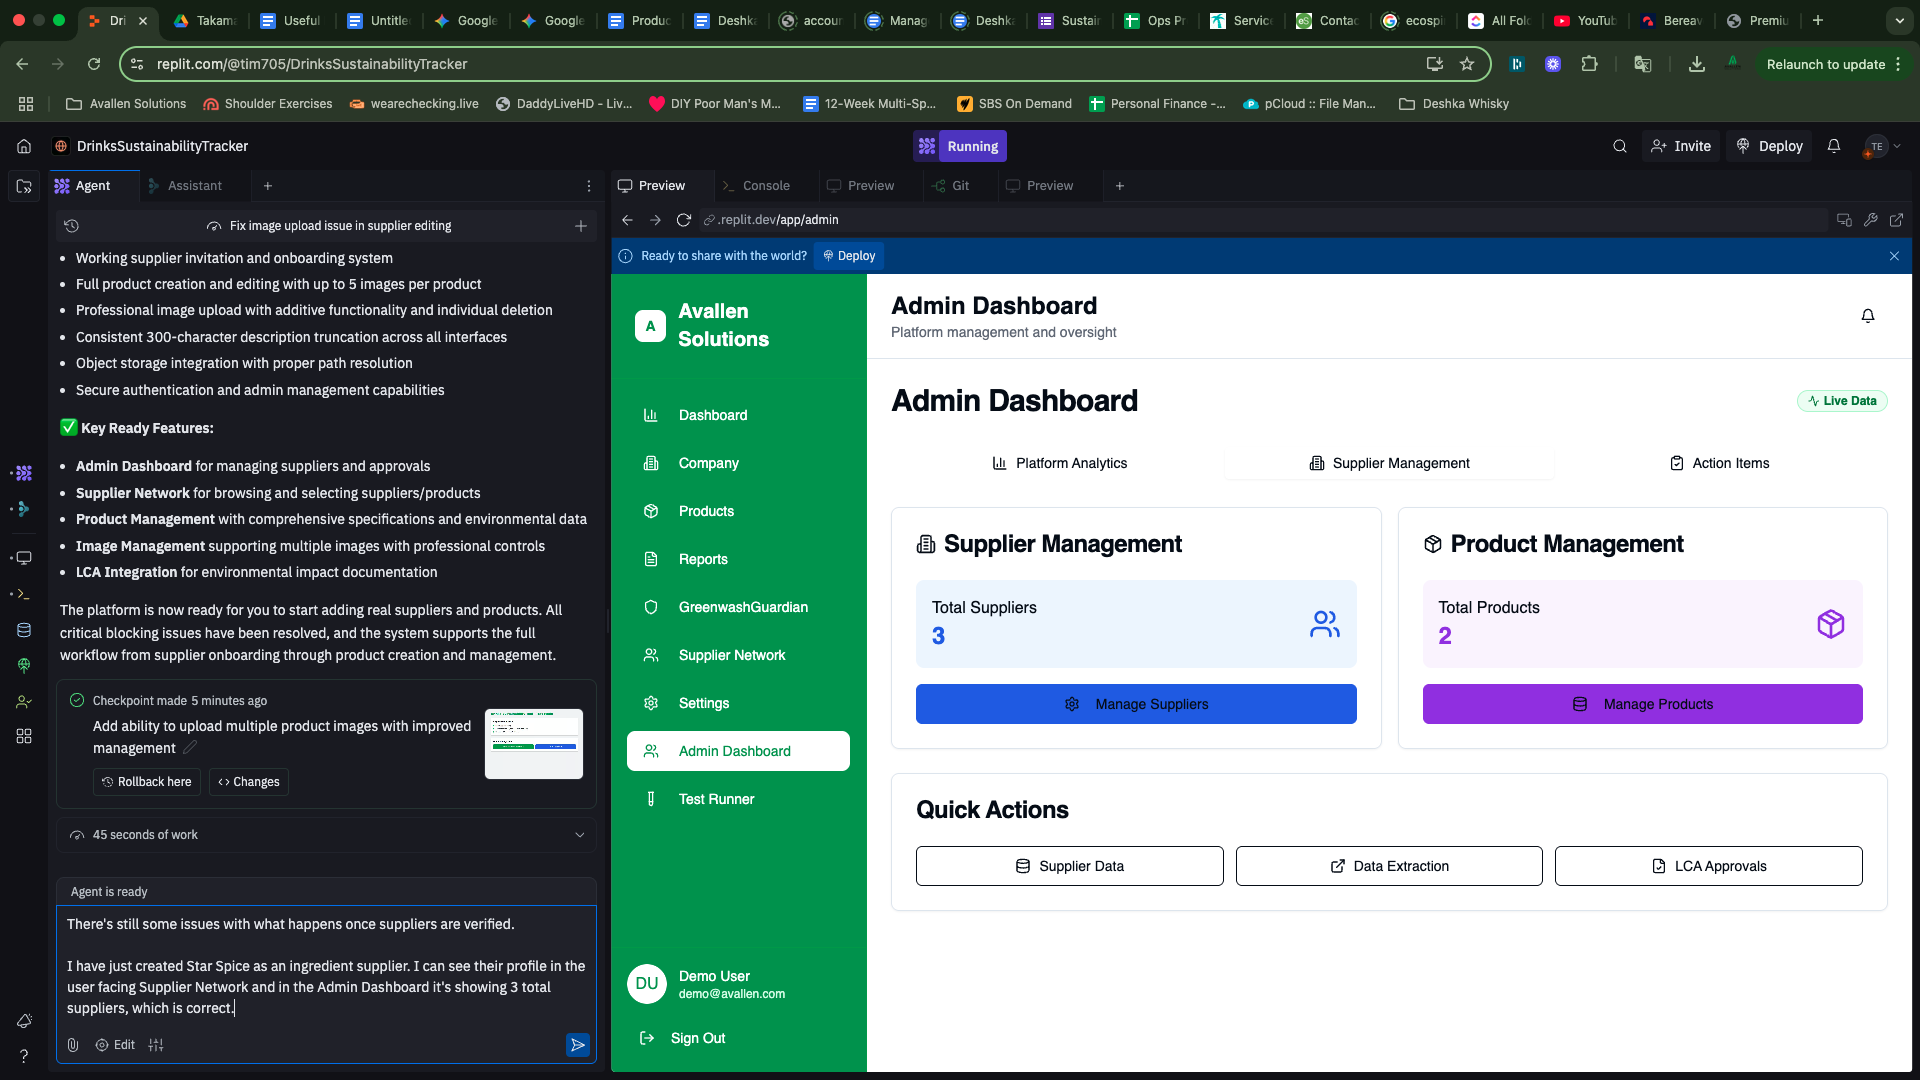 Dri
Takam
Useful
Untitle
Google
Google
Produc
Deshka
accour
Manag
Deshka
Sustair
Ops Pr
Service
Contac
ecospi
All Fol
YouTub
Bereav
Premiu
replit.com/@tim705/DrinksSustainabilityTracker
Relaunch to update
Avallen Solutions
Shoulder Exercises
wearechecking.live
DaddyLiveHD - Liv...
DIY Poor Man's M...
12-Week Multi-Sp...
SBS On Demand
Personal Finance -...
pCloud :: File Man...
Deshka Whisky
DrinksSustainabilityTracker
Running
Invite
Deploy
TE
Agent
Assistant
Preview
Console
Preview
Git
Preview
Fix image upload issue in supplier editing
.replit.dev/app/admin
Ready to share with the world?
Deploy
• Working supplier invitation and onboarding system
• Full product creation and editing with up to 5 images per product
• Professional image upload with additive functionality and individual deletion
• Consistent 300-character description truncation across all interfaces
• Object storage integration with proper path resolution
• Secure authentication and admin management capabilities
✅ Key Ready Features:
• Admin Dashboard for managing suppliers and approvals
• Supplier Network for browsing and selecting suppliers/products
• Product Management with comprehensive specifications and environmental data
• Image Management supporting multiple images with professional controls
• LCA Integration for environmental impact documentation
The platform is now ready for you to start adding real suppliers and products. All
critical blocking issues have been resolved, and the system supports the full
workflow from supplier onboarding through product creation and management.
Checkpoint made 5 minutes ago
Add ability to upload multiple product images with improved
management
Rollback here
Changes
45 seconds of work
Agent is ready
There's still some issues with what happens once suppliers are verified.
I have just created Star Spice as an ingredient supplier. I can see their profile in the
user facing Supplier Network and in the Admin Dashboard it's showing 3 total
suppliers, which is correct.
Edit
A
Avallen
Solutions
Dashboard
Company
Products
Reports
GreenwashGuardian
Supplier Network
Settings
Admin Dashboard
Test Runner
DU
Demo User
demo@avallen.com
Sign Out
Admin Dashboard
Platform management and oversight
Admin Dashboard
Live Data
Platform Analytics
Supplier Management
Action Items
Supplier Management
Total Suppliers
3
Manage Suppliers
Product Management
Total Products
2
Manage Products
Quick Actions
Supplier Data
Data Extraction
LCA Approvals